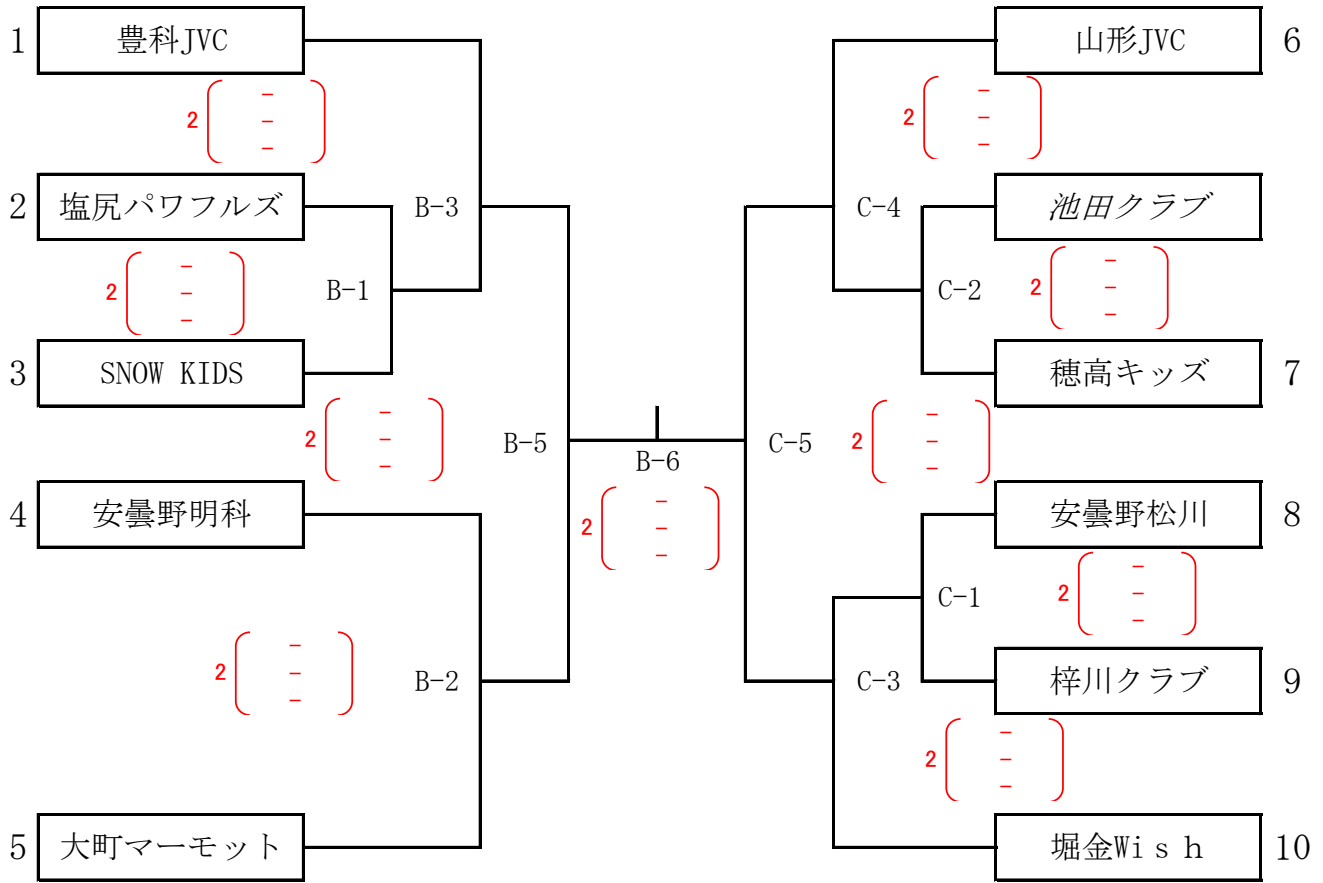 1 豊科JVC
2
-
-
-
2 塩尻パワフルズ
B-3
2
-
-
-
B-1
3 SNOW KIDS
2
-
-
-
B-5
4 安曇野明科
2
-
-
-
B-2
5 大町マーモット
B-6
2
-
-
-
山形JVC 6
2
-
-
-
C-4
池田クラブ
C-2
2
-
-
-
穂高キッズ 7
C-5
2
-
-
-
安曇野松川 8
C-1
2
-
-
-
C-3
梓川クラブ 9
2
-
-
-
堀金Wish 10